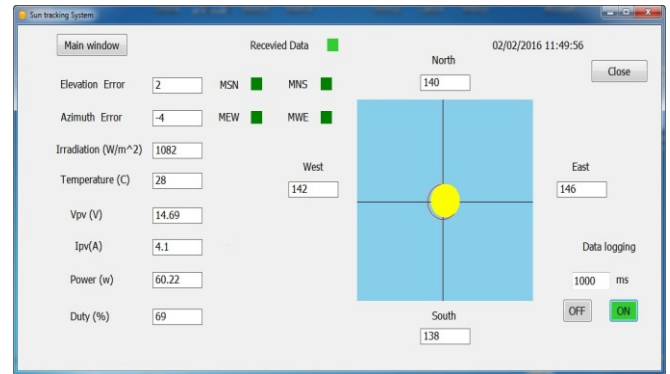 Sun tracking System
Main window
Recevied Data
02/02/2016 11:49:56
North
140
Close
Elevation Error 2 MSN MNS
Azimuth Error -4 MEW MWE
Irradiation (W/m^2) 1082
Temperature (C) 28
West
142
East
146
Vpv (V) 14.69
Ipv(A) 4.1
Data logging
Power (w) 60.22
1000 ms
Duty (%) 69
OFF ON
South
138